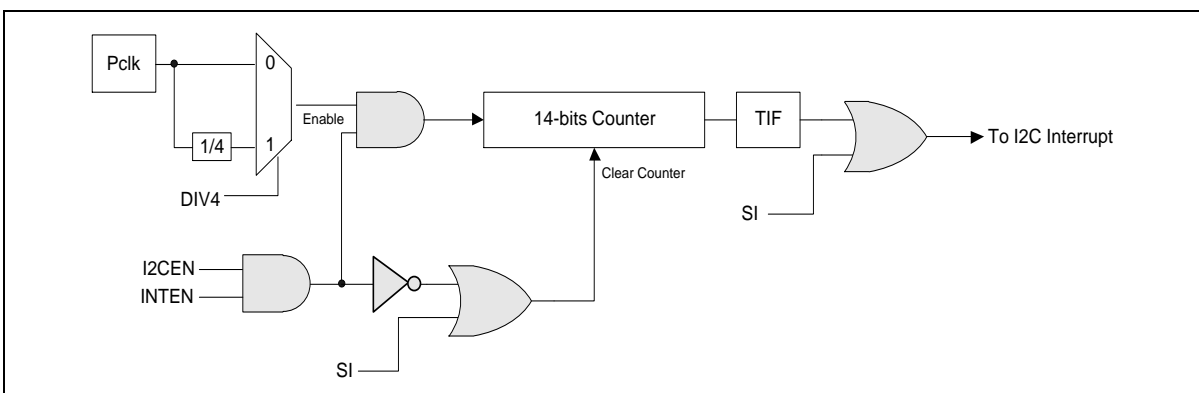 Pclk
0
1/4
1
DIV4
Enable
14-bits Counter
TIF
To I2C Interrupt
Clear Counter
SI
I2CEN
INTEN
SI